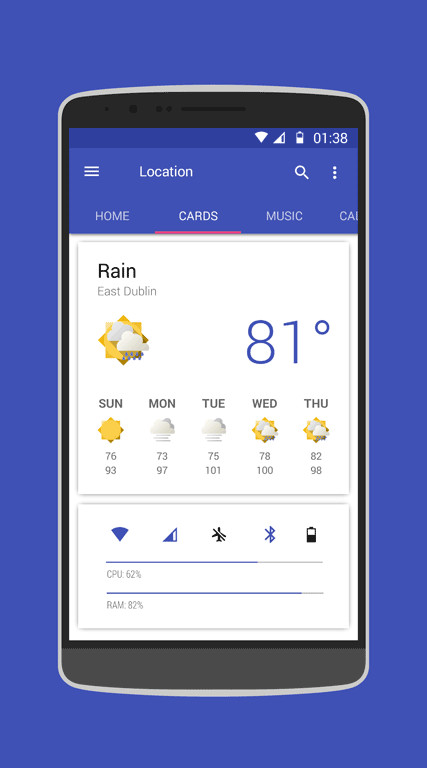 01:38
Location
HOME CARDS MUSIC CAL
Rain
East Dublin
81°
SUN MON TUE WED THU
76 73 75 78 82
93 97 101 100 98
CPU: 62%
RAM: 82%